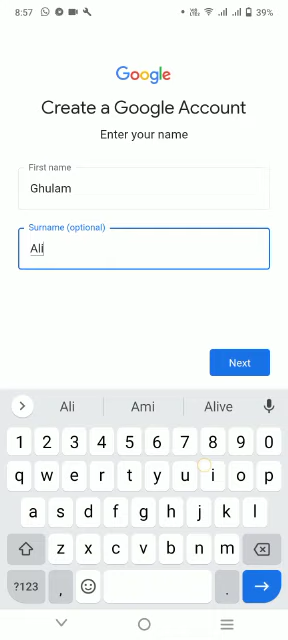 8:57
39%
Google
Create a Google Account
Enter your name
First name
Ghulam
Surname (optional)
Ali
Next
Ali Ami Alive
1 2 3 4 5 6 7 8 9 0
q w e r t y u i o p
a s d f g h j k l
z x c v b n m
?123 , .